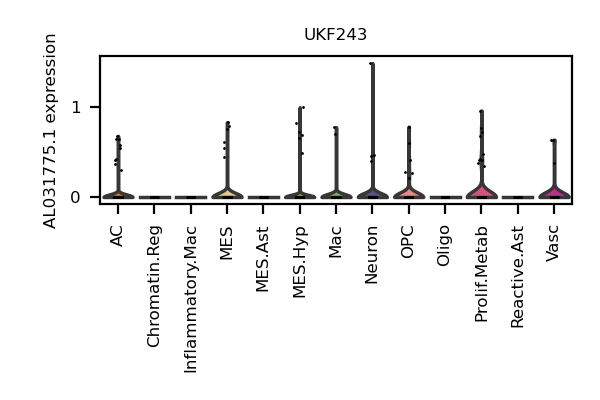 UKF243
AL031775.1 expression
1
0
AC
Chromatin.Reg
Inflammatory.Mac
MES
MES.Ast
MES.Hyp
Mac
Neuron
OPC
Oligo
Prolif.Metab
Reactive.Ast
Vasc